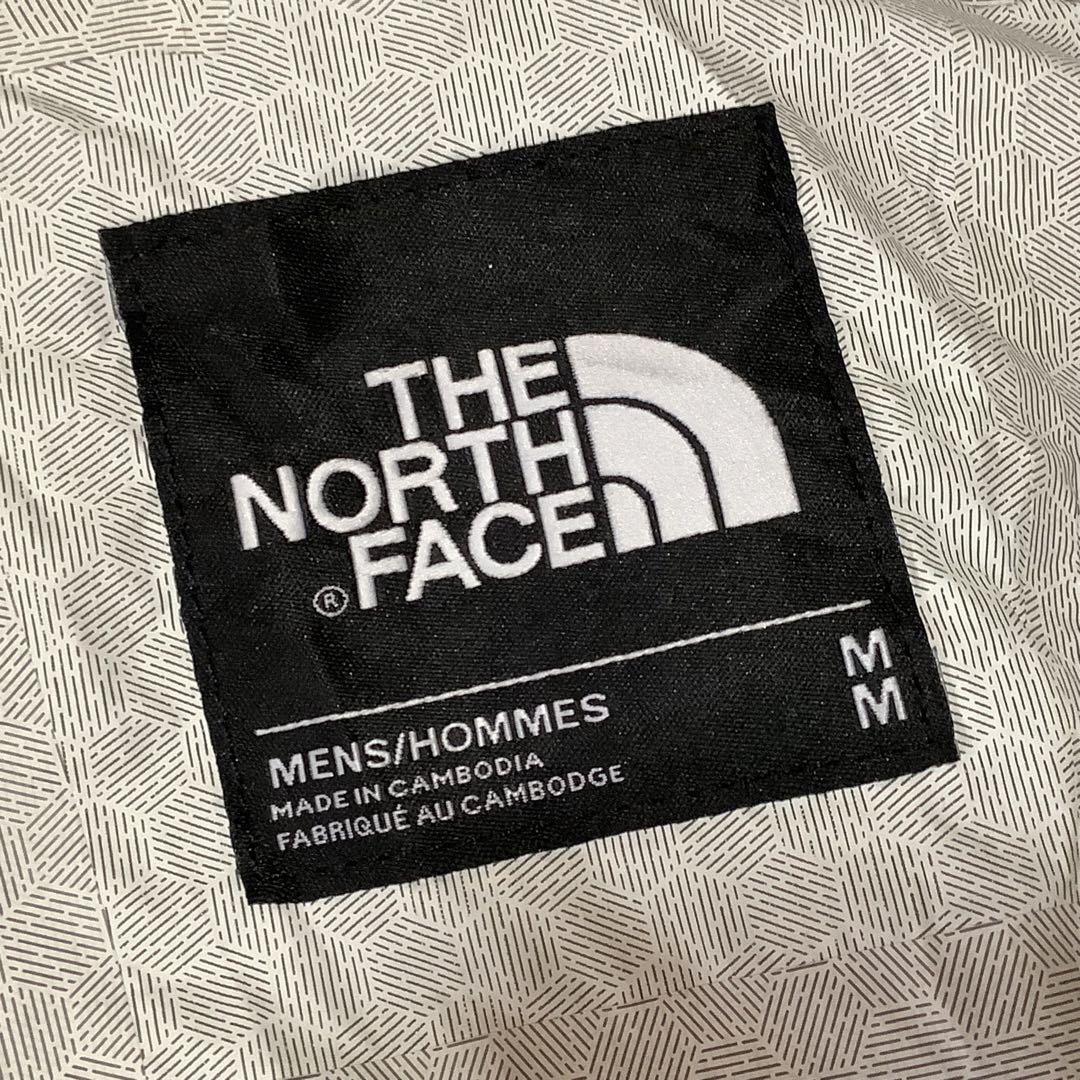 THE
NORTH
® FACE
M
M
MENS/HOMMES
MADE IN CAMBODIA
FABRIQUÉ AU CAMBODGE